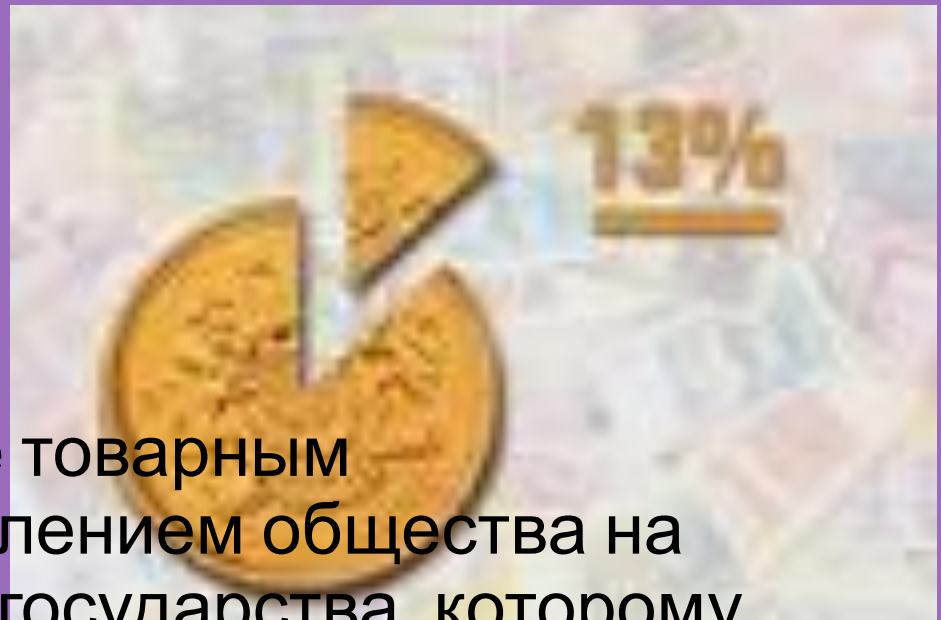 13%
товарным
лением общества на
государства, которому